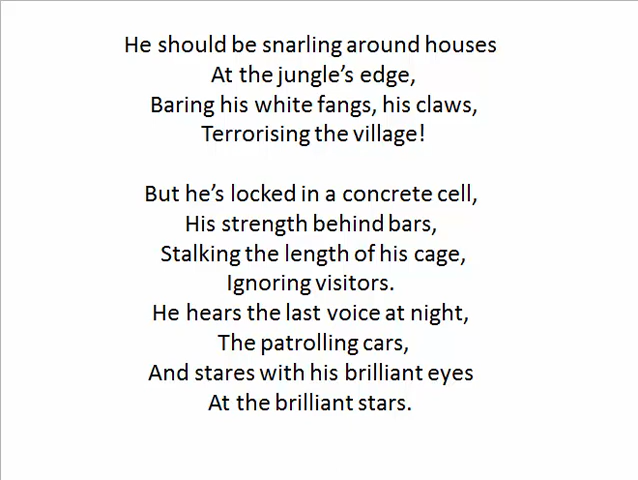 He should be snarling around houses
At the jungle’s edge,
Baring his white fangs, his claws,
Terrorising the village!
But he’s locked in a concrete cell,
His strength behind bars,
Stalking the length of his cage,
Ignoring visitors.
He hears the last voice at night,
The patrolling cars,
And stares with his brilliant eyes
At the brilliant stars.